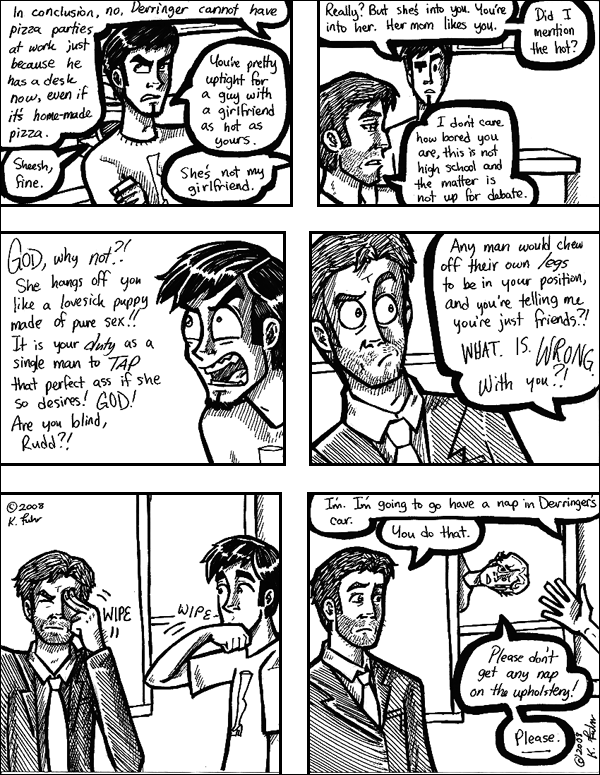 In conclusion, no, Derringer cannot have
pizza parties
at work just
because he
has a desk
now, even if
it's home-made
pizza.
You're pretty
uptight for
a guy with
a girlfriend
as hot as
yours.
Sheesh,
fine.
She's not my
girlfriend.
Really? But she's into you. You're
into her. Her mom likes you.
Did I
mention
the hot?
I don't care
how bored you
are, this is not
high school and
the matter is
not up for dabate.
GOD, why not?!
She hangs off you
like a lovesick puppy
made of pure sex!!
It is your duty as a
single man to TAP
that perfect ass if she
so desires! GOD!
Are you blind,
Rudd?!
Any man would chew
off their own legs
to be in your position,
and you're telling me
you're just friends?!
WHAT. IS. WRONG.
With you?!
©2008
K. Fuhr
WIPE
!!
WIPE
I'm. I'm going to go have a nap in Derringer's
car.
You do that.
Please don't
get any nap
on the upholstery!
Please.
©2008
K. Fuhr